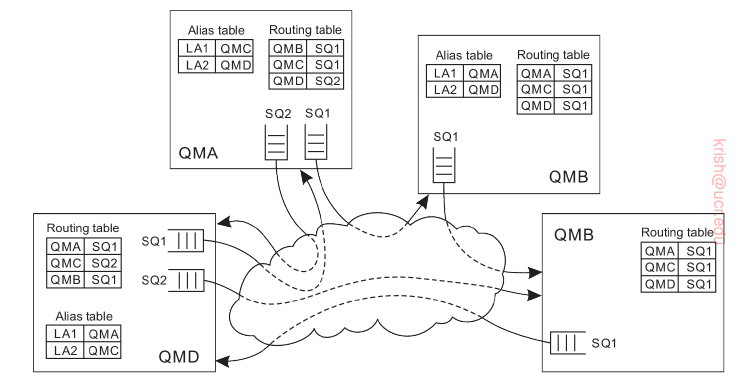 Alias table
LA1 QMC
LA2 QMD
Routing table
QMB SQ1
QMC SQ1
QMD SQ2
SQ2
SQ1
QMA
Alias table
LA1 QMA
LA2 QMD
Routing table
QMA SQ1
QMC SQ1
QMD SQ1
SQ1
QMB
Routing table
QMA SQ1
QMC SQ2
QMB SQ1
SQ1
SQ2
Alias table
LA1 QMA
LA2 QMC
QMD
QMB
Routing table
QMA SQ1
QMC SQ1
QMD SQ1
SQ1
krish@uci.edu